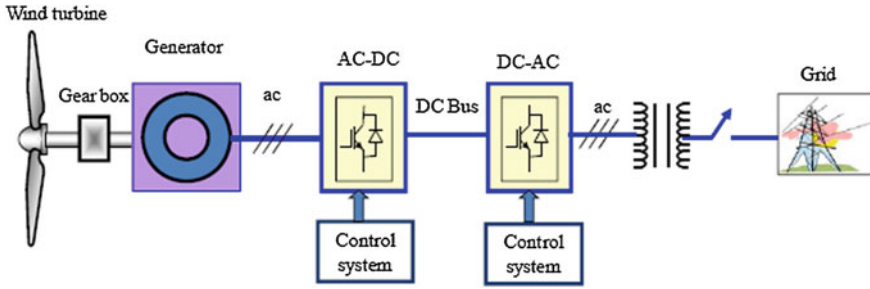 Wind turbine
Generator
Gear box
ac
AC-DC
DC Bus
DC-AC
ac
Grid
Control
system
Control
system